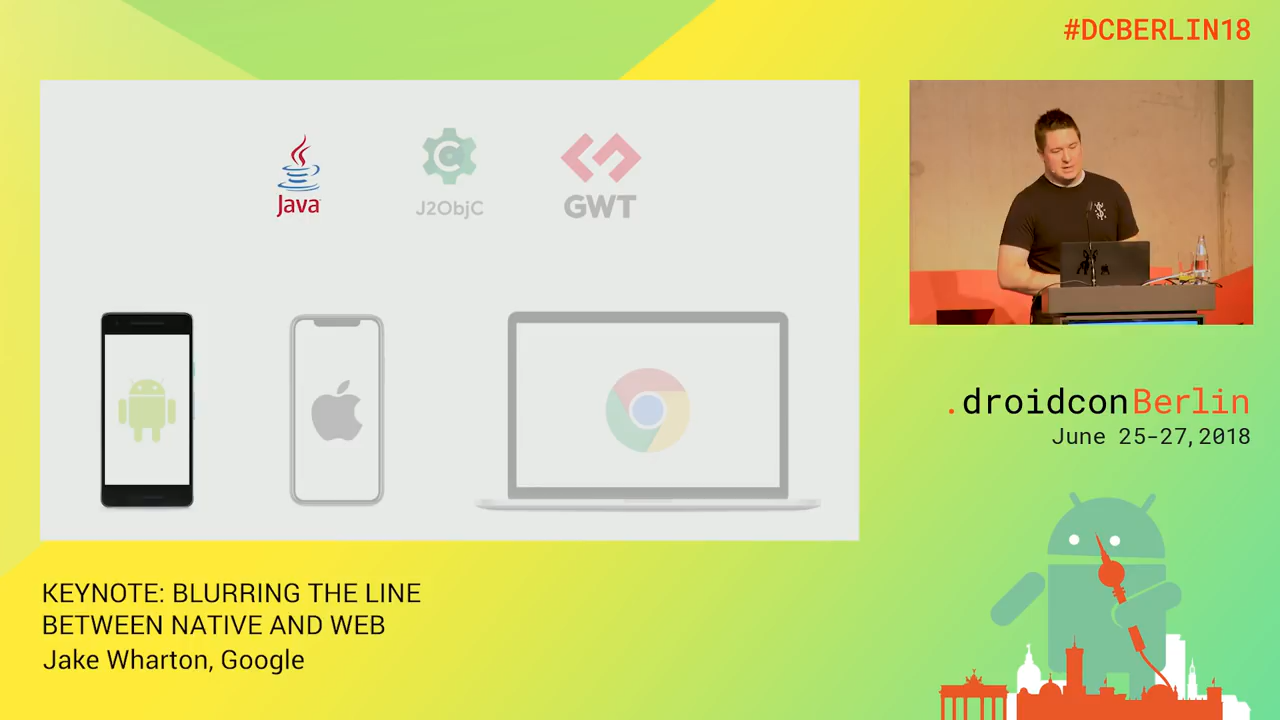 #DCBERLIN18
Java
J2ObjC
GWT
.droidconBerlin
June 25-27, 2018
KEYNOTE: BLURRING THE LINE
BETWEEN NATIVE AND WEB
Jake Wharton, Google